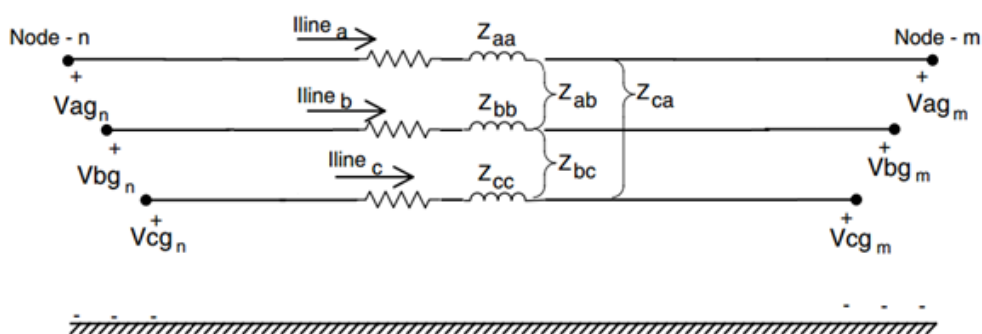 Node - n
Iline a
Zaa
Node - m
+
+
Vag n
Iline b
Zbb
Zab
Zca
Vag m
+
+
Vbg n
Iline c
Zcc
Zbc
Vbg m
+
+
Vcg n
Vcg m
- - -
- - -